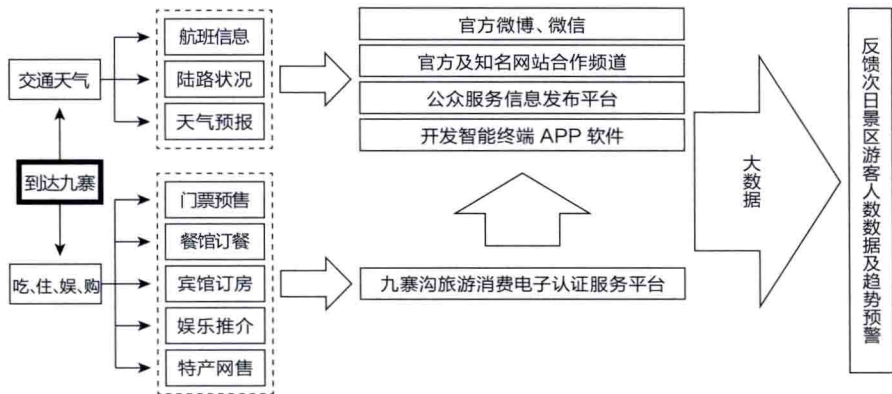 交通天气
到达九寨
吃、住、娱、购
航班信息
陆路状况
天气预报
门票预售
餐馆订餐
宾馆订房
娱乐推介
特产网售
官方微博、微信
官方及知名网站合作频道
公众服务信息发布平台
开发智能终端 APP 软件
九寨沟旅游消费电子认证服务平台
大数据
反馈次日景区游客人数数据及趋势预警